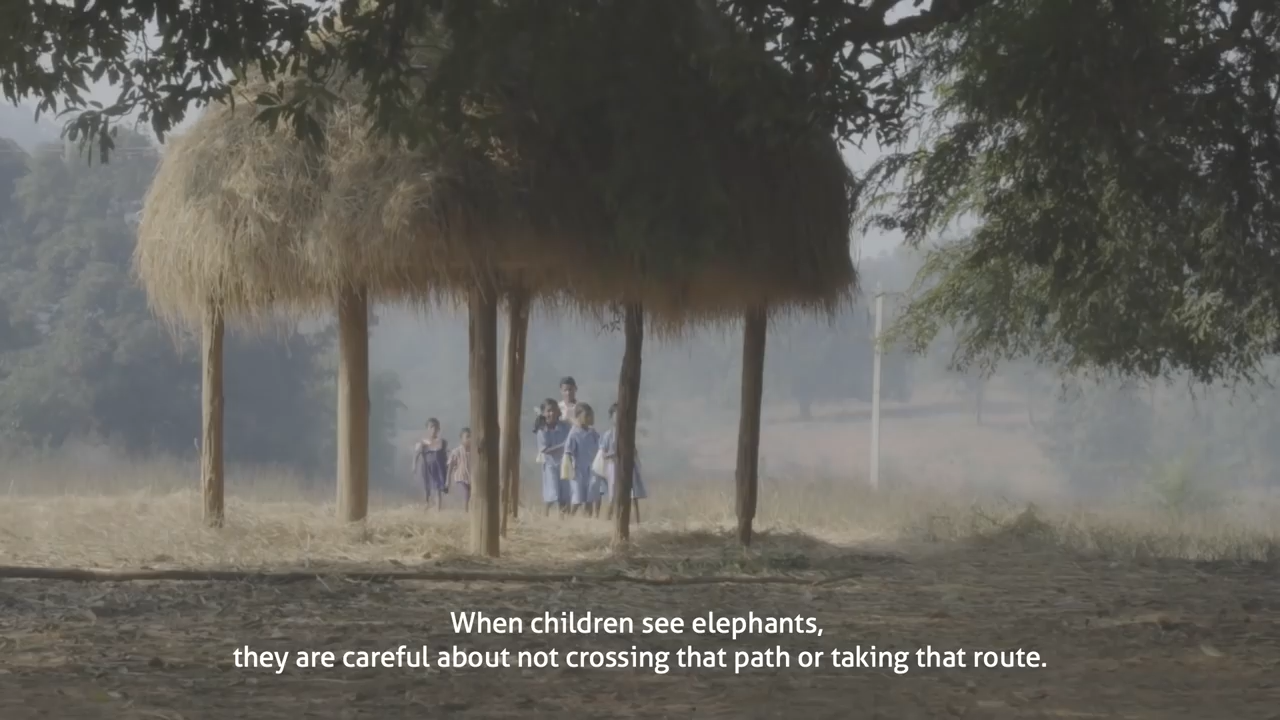 When children see elephants,
they are careful about not crossing that path or taking that route.